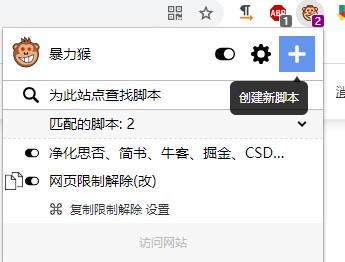 ABP
1
2
暴力猴
创建新脚本
为此站点查找脚本
匹配的脚本: 2
净化思否、简书、牛客、掘金、CSD...
网页限制解除(改)
复制限制解除 设置
访问网站